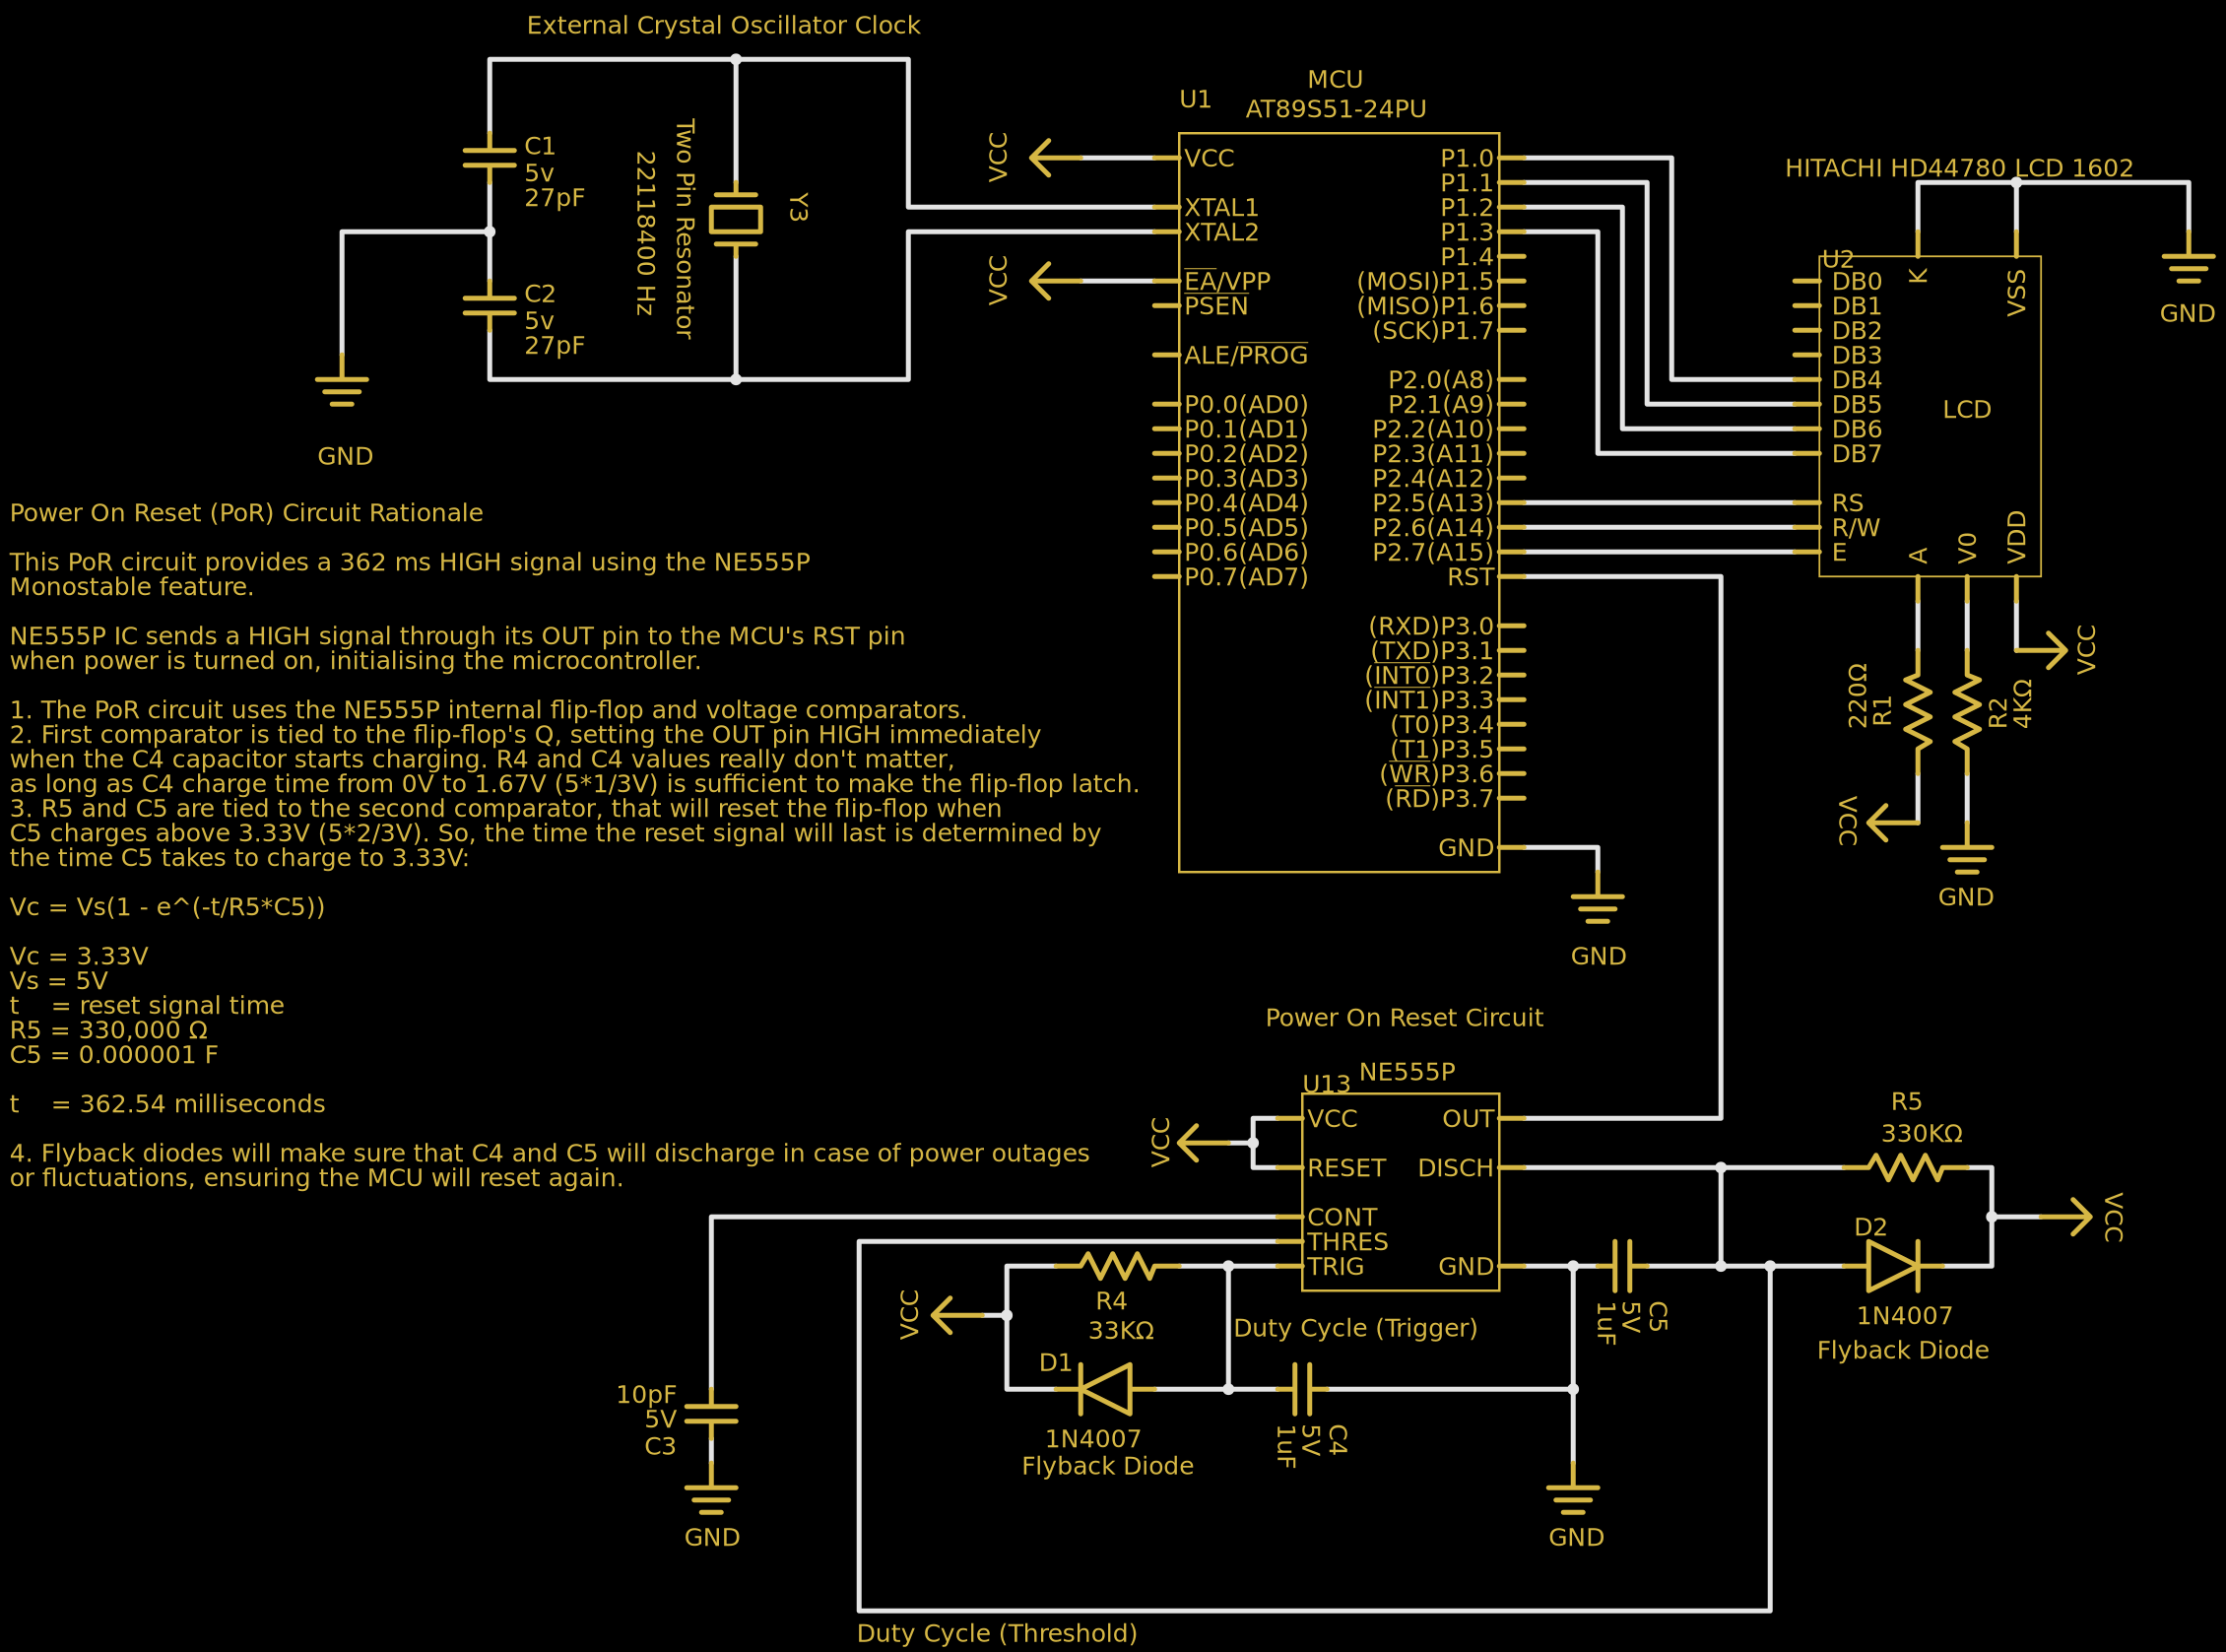 External Crystal Oscillator Clock
C1
5v
27pF
C2
5v
27pF
Two Pin Resonator
22118400 Hz
Y3
GND
MCU
U1
AT89S51-24PU
VCC
VCC
VCC
XTAL1
XTAL2
EA/VPP
PSEN
ALE/PROG
P0.0(AD0)
P0.1(AD1)
P0.2(AD2)
P0.3(AD3)
P0.4(AD4)
P0.5(AD5)
P0.6(AD6)
P0.7(AD7)
P1.0
P1.1
P1.2
P1.3
P1.4
(MOSI)P1.5
(MISO)P1.6
(SCK)P1.7
P2.0(A8)
P2.1(A9)
P2.2(A10)
P2.3(A11)
P2.4(A12)
P2.5(A13)
P2.6(A14)
P2.7(A15)
RST
(RXD)P3.0
(TXD)P3.1
(INT0)P3.2
(INT1)P3.3
(T0)P3.4
(T1)P3.5
(WR)P3.6
(RD)P3.7
GND
GND
HITACHI HD44780 LCD 1602
U2
DB0
DB1
DB2
DB3
DB4
DB5
DB6
DB7
RS
R/W
E
K
VSS
LCD
A
V0
VDD
GND
VCC
220Ω
R1
R2
4KΩ
VCC
GND
Power On Reset (PoR) Circuit Rationale
This PoR circuit provides a 362 ms HIGH signal using the NE555P
Monostable feature.
NE555P IC sends a HIGH signal through its OUT pin to the MCU's RST pin
when power is turned on, initialising the microcontroller.
1. The PoR circuit uses the NE555P internal flip-flop and voltage comparators.
2. First comparator is tied to the flip-flop's Q, setting the OUT pin HIGH immediately
when the C4 capacitor starts charging. R4 and C4 values really don't matter,
as long as C4 charge time from 0V to 1.67V (5*1/3V) is sufficient to make the flip-flop latch.
3. R5 and C5 are tied to the second comparator, that will reset the flip-flop when
C5 charges above 3.33V (5*2/3V). So, the time the reset signal will last is determined by
the time C5 takes to charge to 3.33V:
Vc = Vs(1 - e^(-t/R5*C5))
Vc = 3.33V
Vs = 5V
t = reset signal time
R5 = 330,000 Ω
C5 = 0.000001 F
t = 362.54 milliseconds
4. Flyback diodes will make sure that C4 and C5 will discharge in case of power outages
or fluctuations, ensuring the MCU will reset again.
Power On Reset Circuit
U13 NE555P
VCC
VCC
RESET
CONT
THRES
TRIG
OUT
DISCH
GND
R5
330KΩ
D2
1N4007
Flyback Diode
VCC
C5
5V
1uF
VCC
R4
33KΩ
Duty Cycle (Trigger)
D1
1N4007
Flyback Diode
C4
5V
1uF
10pF
5V
C3
GND
GND
Duty Cycle (Threshold)